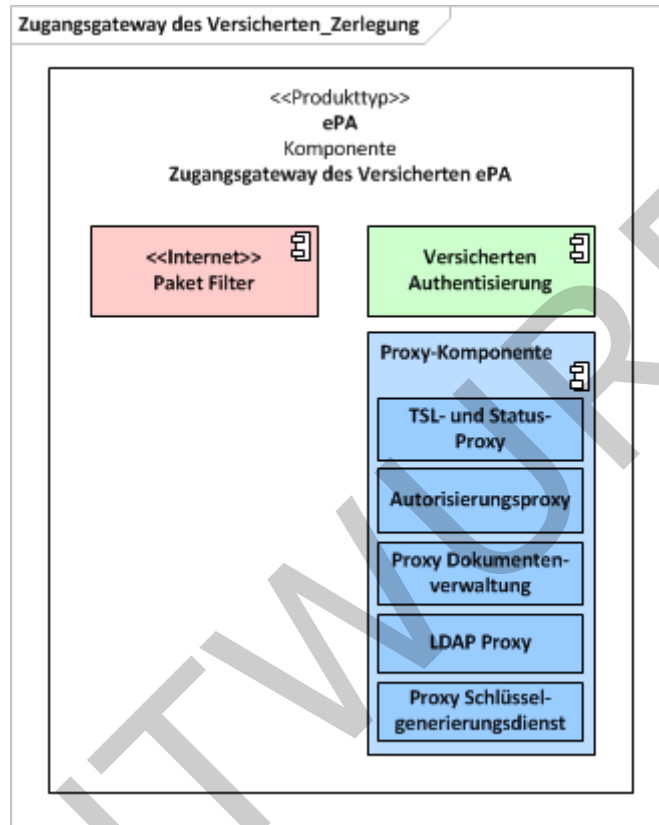 Zugangsgateway des Versicherten_Zerlegung
<<Produkttyp>>
ePA
Komponente
Zugangsgateway des Versicherten ePA
<<Internet>>
Paket Filter
Versicherten
Authentisierung
Proxy-Komponente
TSL- und Status-
Proxy
Autorisierungsproxy
Proxy Dokumenten-
verwaltung
LDAP Proxy
Proxy Schlüssel-
generierungsdienst